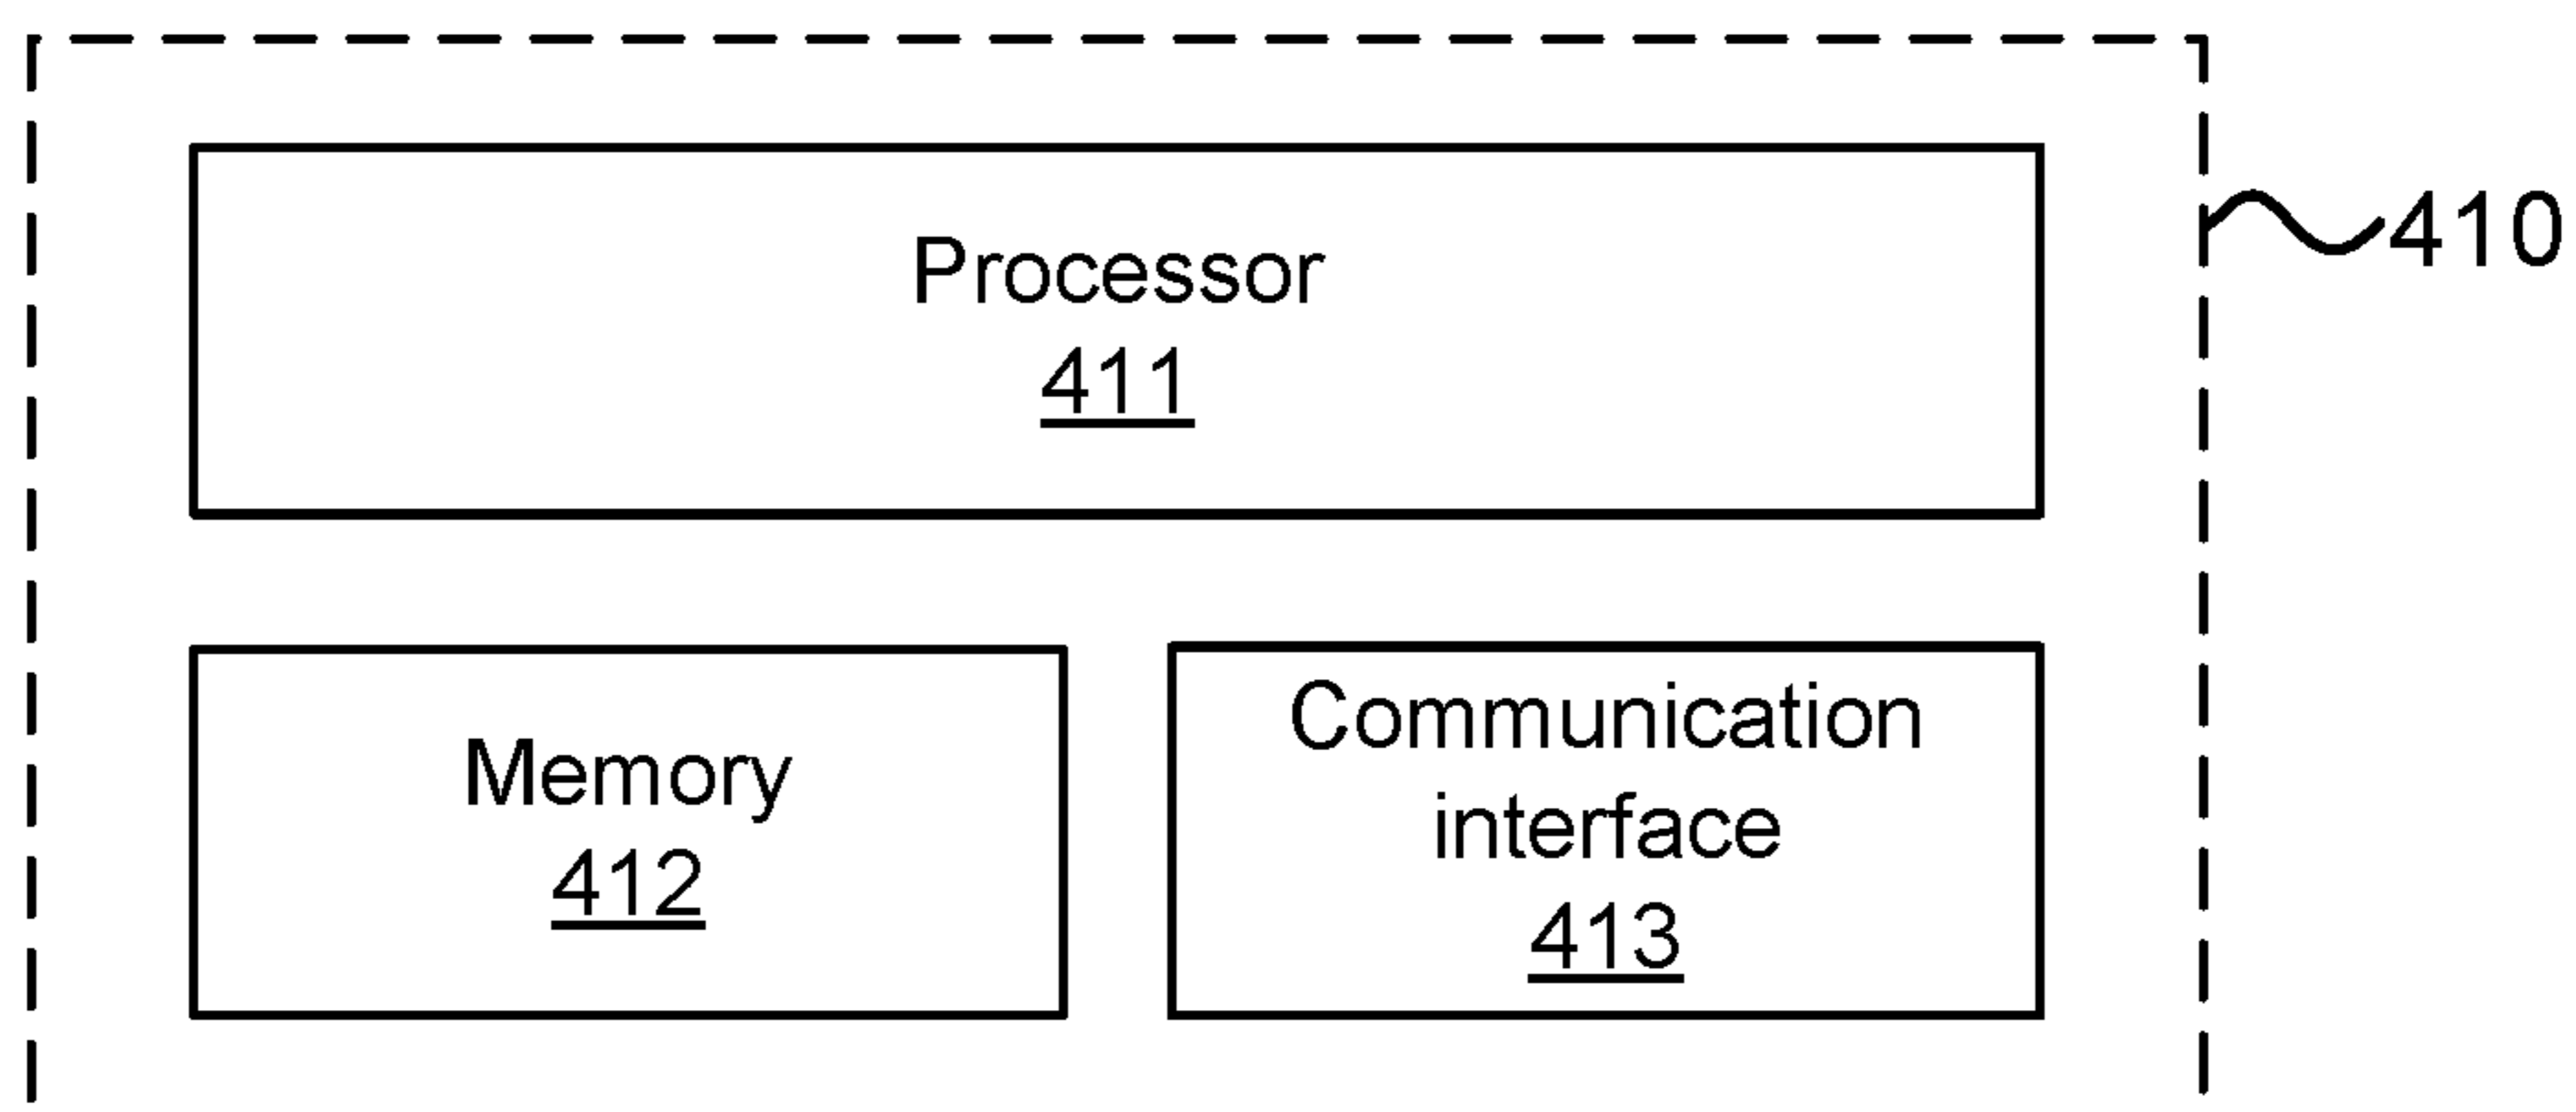 410
Processor
411
Memory
412
Communication
interface
413